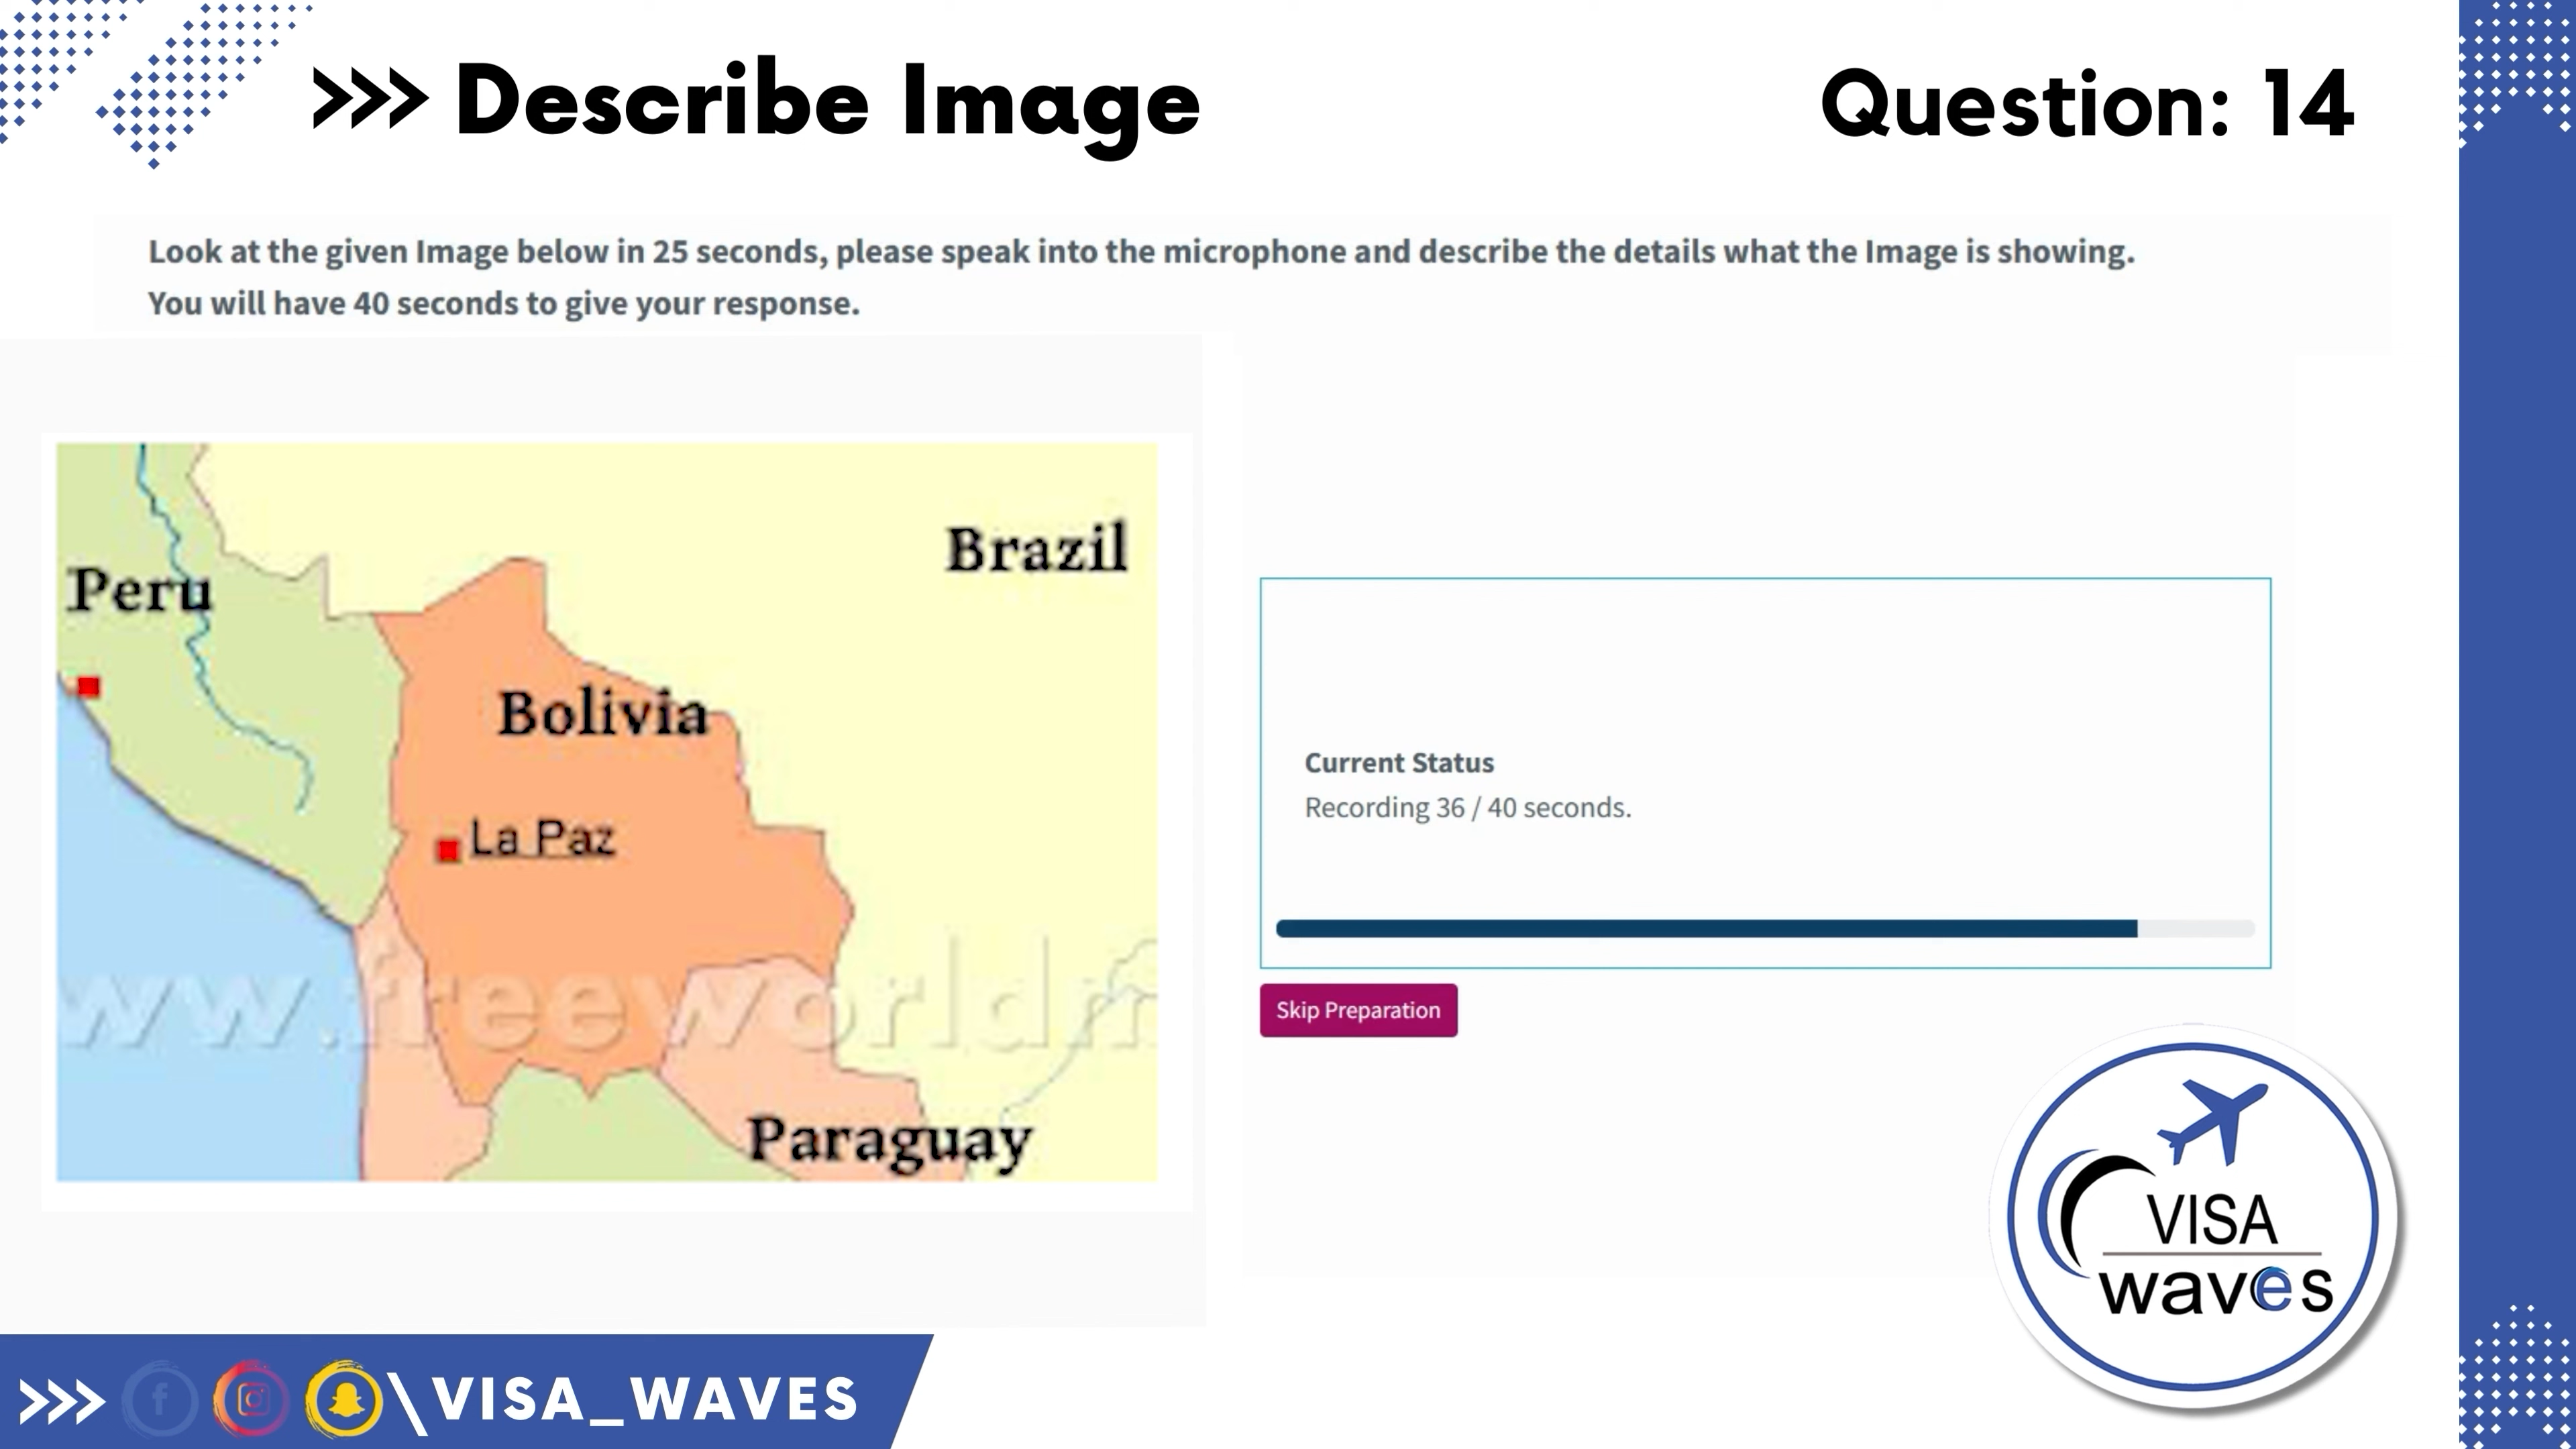 >>> Describe Image
Question: 14
Look at the given Image below in 25 seconds, please speak into the microphone and describe the details what the Image is showing.
You will have 40 seconds to give your response.
Brazil
Peru
Bolivia
La Paz
www.freeworldm
Paraguay
Current Status
Recording 36 / 40 seconds.
Skip Preparation
VISA
waves
>>> f \VISA_WAVES